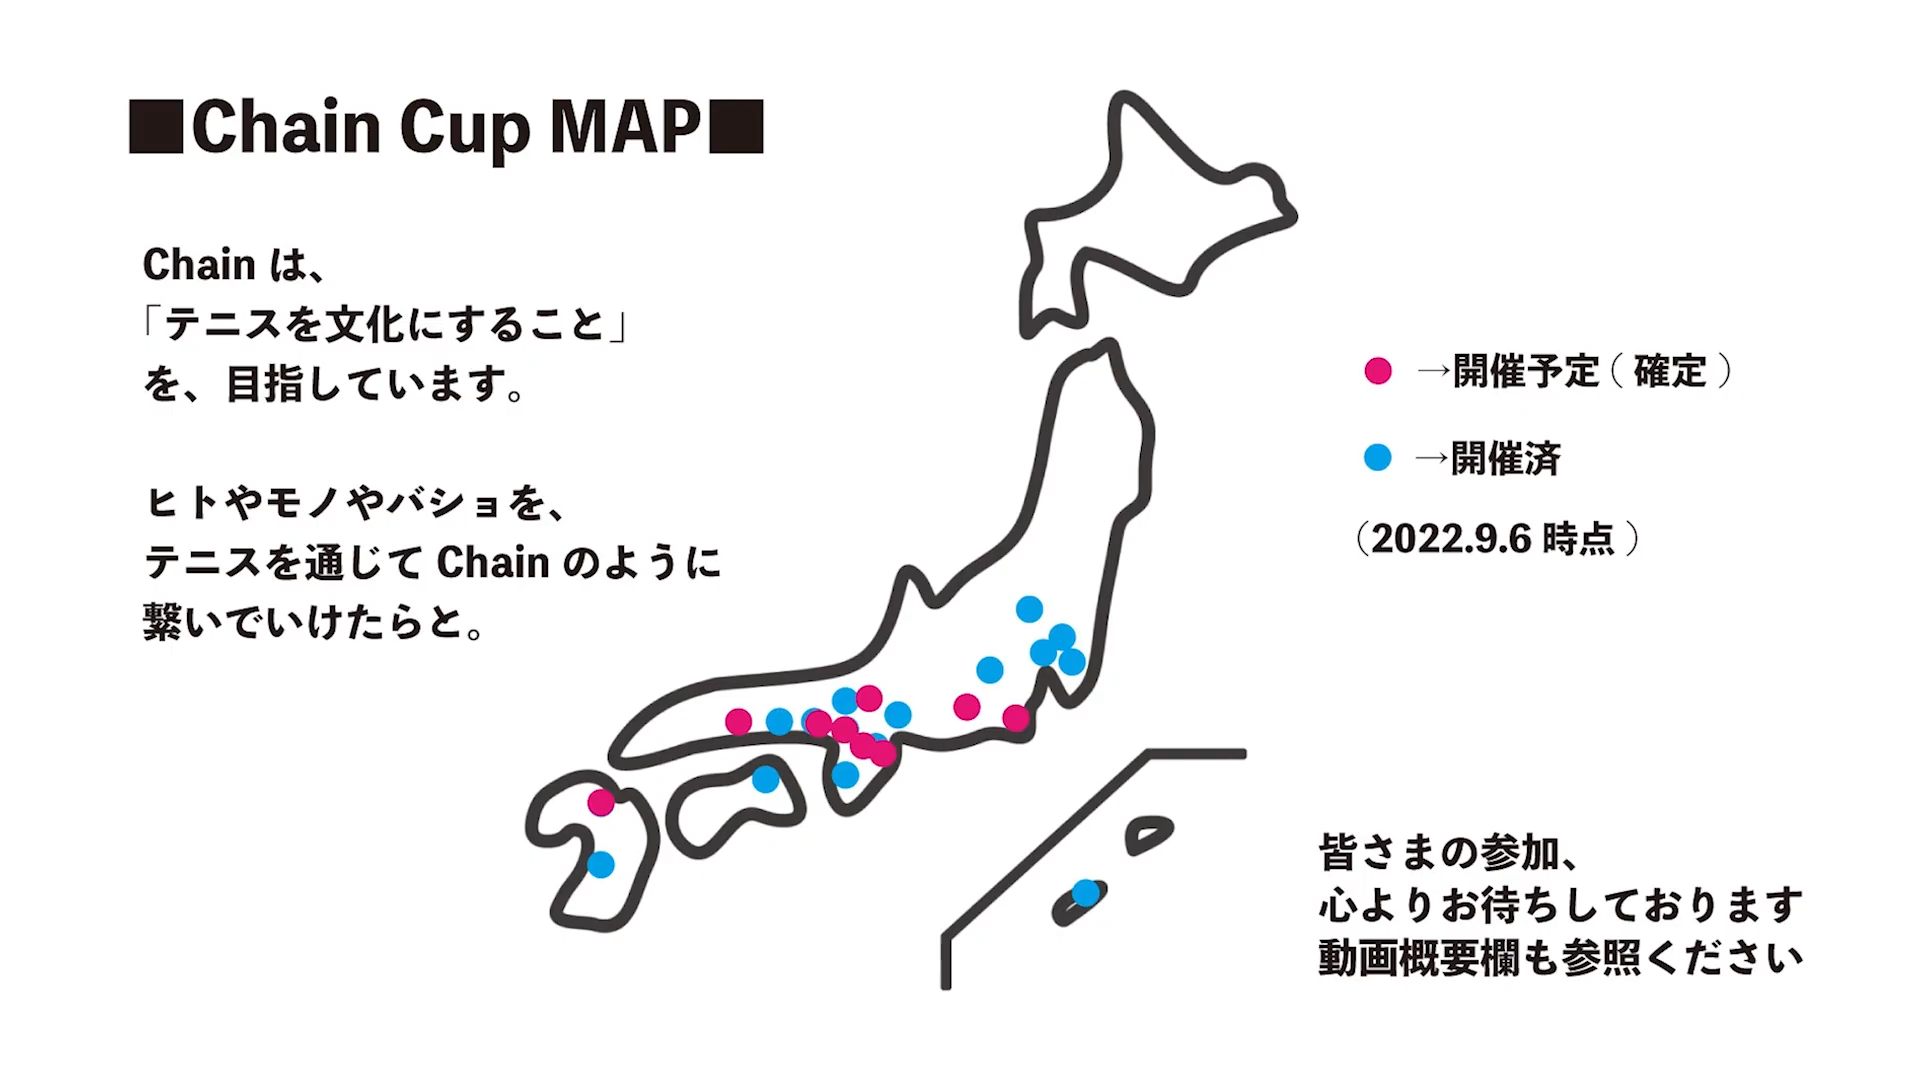 ■Chain Cup MAP■
Chain は、
「テニスを文化にすること」
を、目指しています。
ヒトやモノやバショを、
テニスを通じて Chain のように
繋いでいけたらと。
→開催予定（確定）
→開催済
（2022.9.6 時点）
皆さまの参加、
心よりお待ちしております
動画概要欄も参照ください